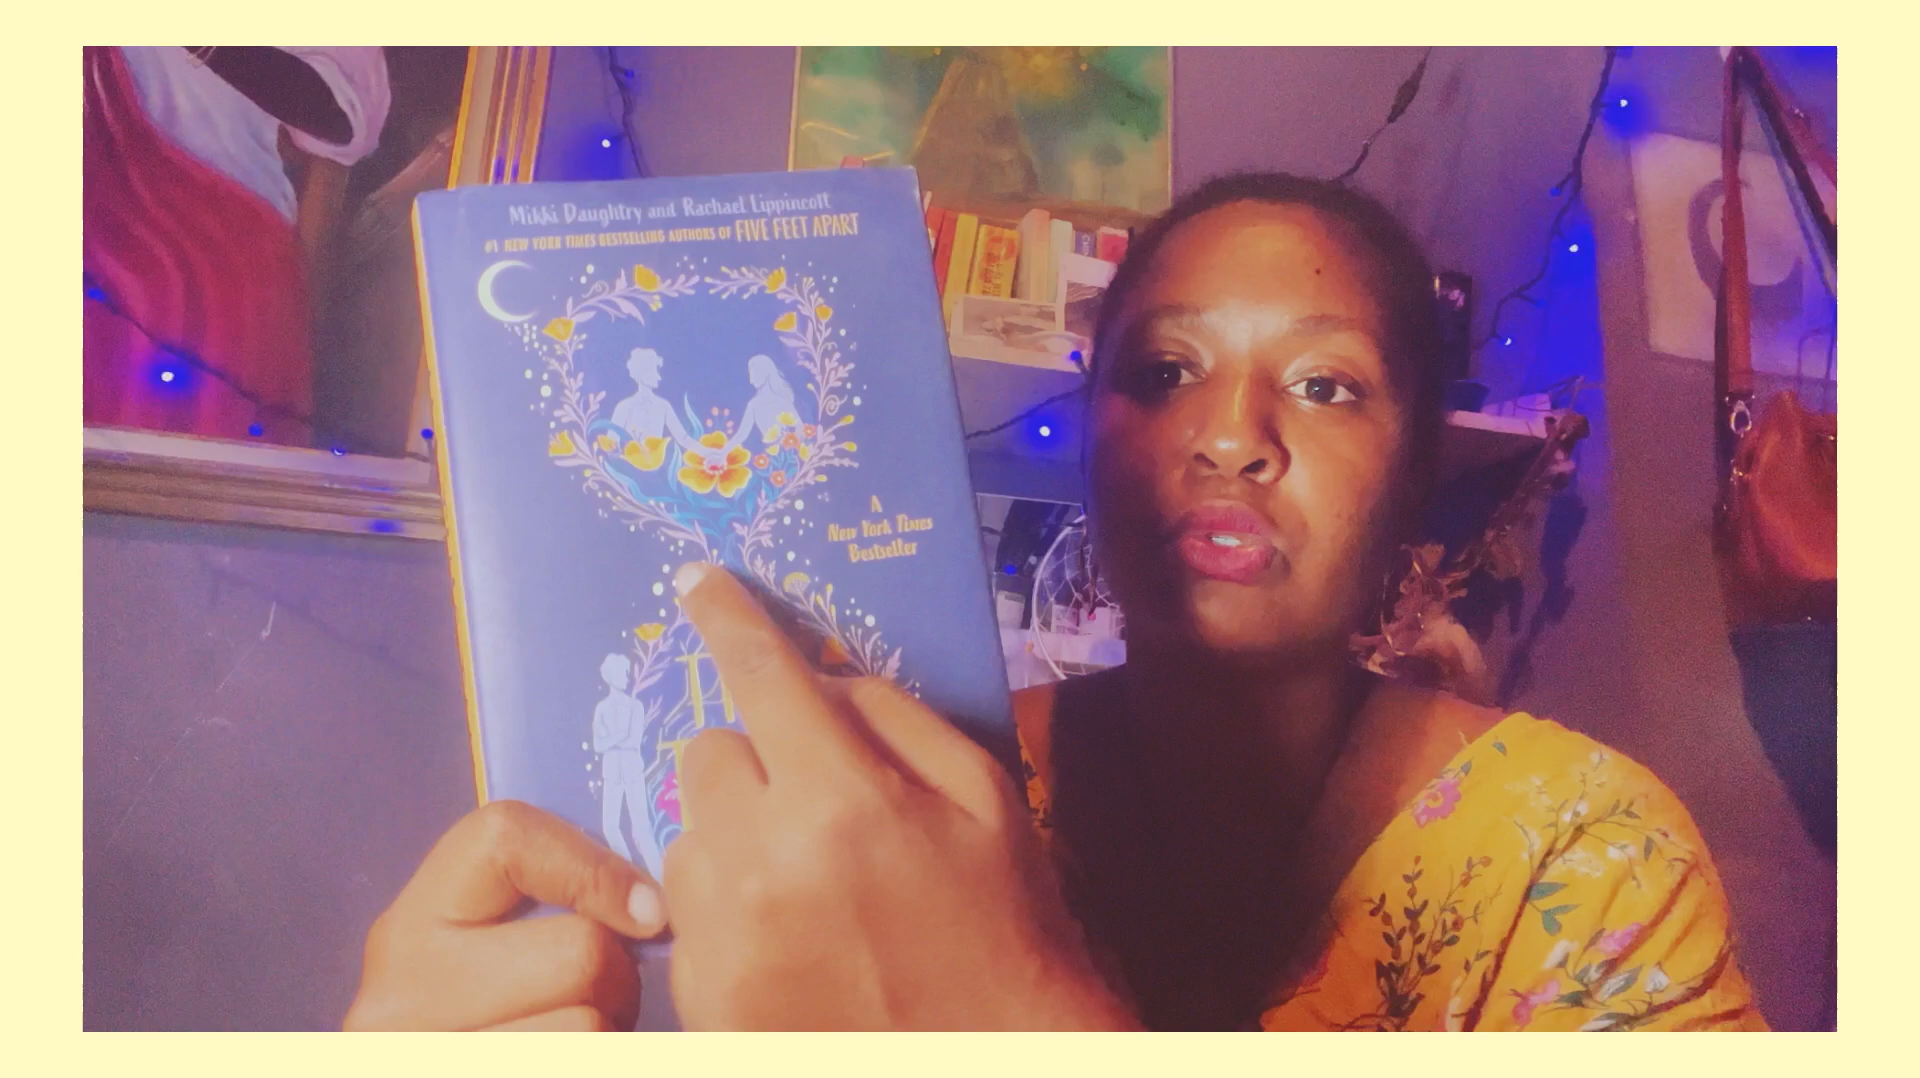 Mikki Daughtry and Rachael Lippincott
#1 NEW YORK TIMES BESTSELLING AUTHORS OF FIVE FEET APART
A
New York Times
Bestseller